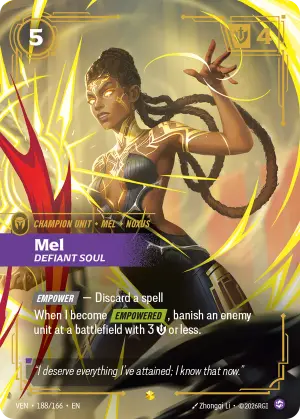 5
4
CHAMPION UNIT • MEL • NOXUS
Mel
DEFIANT SOUL
EMPOWER — Discard a spell
When I become EMPOWERED, banish an enemy
unit at a battlefield with 3 or less.
"I deserve everything I've attained; I know that now."
VEN • 188/166 • EN
Zhongqi Li • ©2026RGI